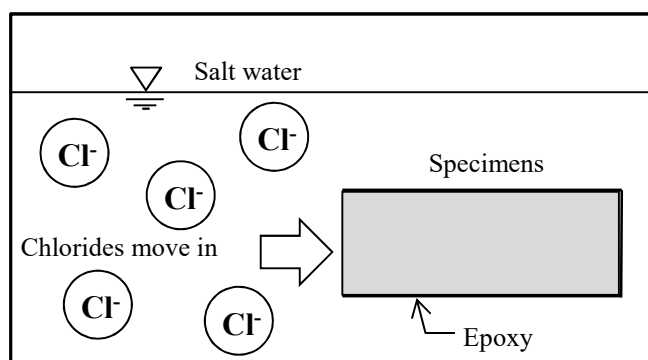 Salt water
Cl⁻
Cl⁻
Cl⁻
Specimens
Chlorides move in
Cl⁻
Cl⁻
Epoxy